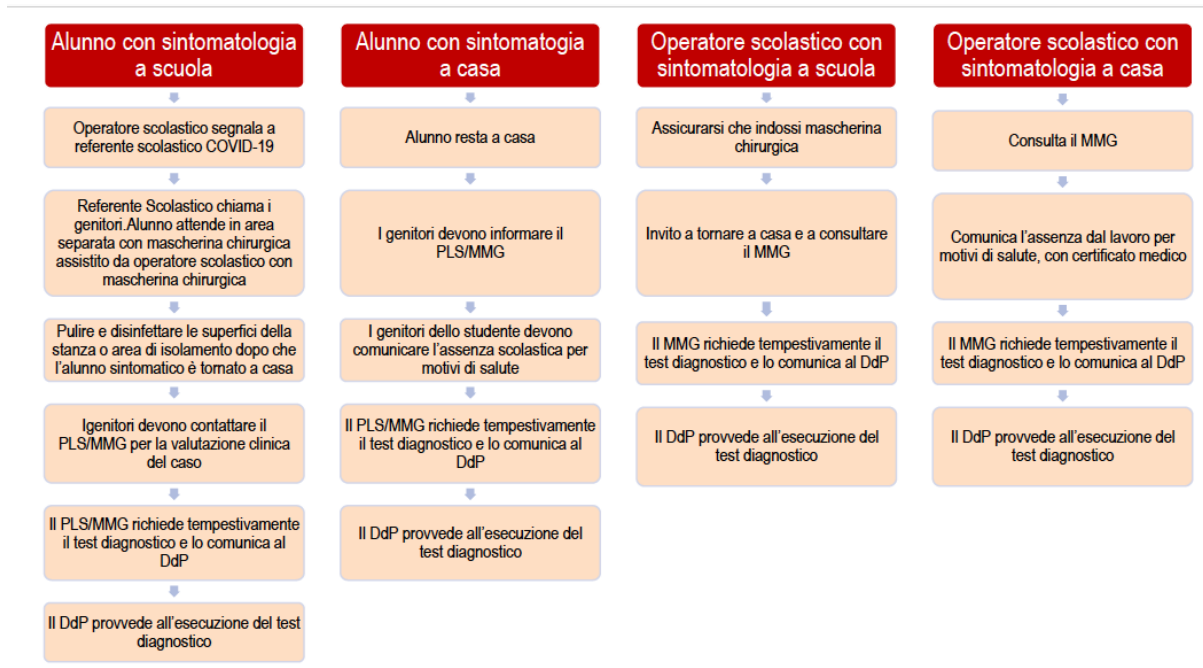 Alunno con sintomatologia
a scuola
Operatore scolastico segnala a
referente scolastico COVID-19
Referente Scolastico chiama i
genitori.Alunno attende in area
separata con mascherina chirurgica
assistito da operatore scolastico con
mascherina chirurgica
Pulire e disinfettare le superfici della
stanza o area di isolamento dopo che
l'alunno sintomatico è tornato a casa
Igenitori devono contattare il
PLS/MMG per la valutazione clinica
del caso
Il PLS/MMG richiede tempestivamente
il test diagnostico e lo comunica al
DdP
Il DdP provvede all'esecuzione del test
diagnostico
Alunno con sintomatogia
a casa
Alunno resta a casa
I genitori devono informare il
PLS/MMG
I genitori dello studente devono
comunicare l'assenza scolastica per
motivi di salute
Il PLS/MMG richiede tempestivamente
il test diagnostico e lo comunica al
DdP
Il DdP provvede all'esecuzione del
test diagnostico
Operatore scolastico con
sintomatologia a scuola
Assicurarsi che indossi mascherina
chirurgica
Invito a tornare a casa e a consultare
il MMG
Il MMG richiede tempestivamente il
test diagnostico e lo comunica al DdP
Il DdP provvede all'esecuzione del
test diagnostico
Operatore scolastico con
sintomatologia a casa
Consulta il MMG
Comunica l'assenza dal lavoro per
motivi di salute, con certificato medico
Il MMG richiede tempestivamente il
test diagnostico e lo comunica al DdP
Il DdP provvede all'esecuzione del
test diagnostico